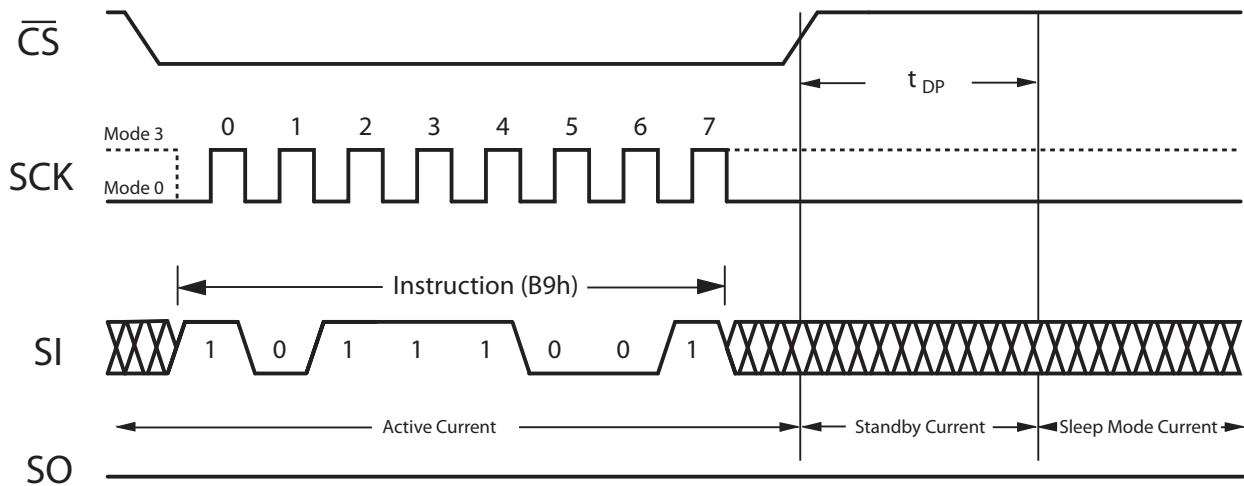 CS
t DP
Mode 3
0 1 2 3 4 5 6 7
SCK
Mode 0
Instruction (B9h)
SI
1 0 1 1 1 0 0 1
Active Current
Standby Current
Sleep Mode Current
SO